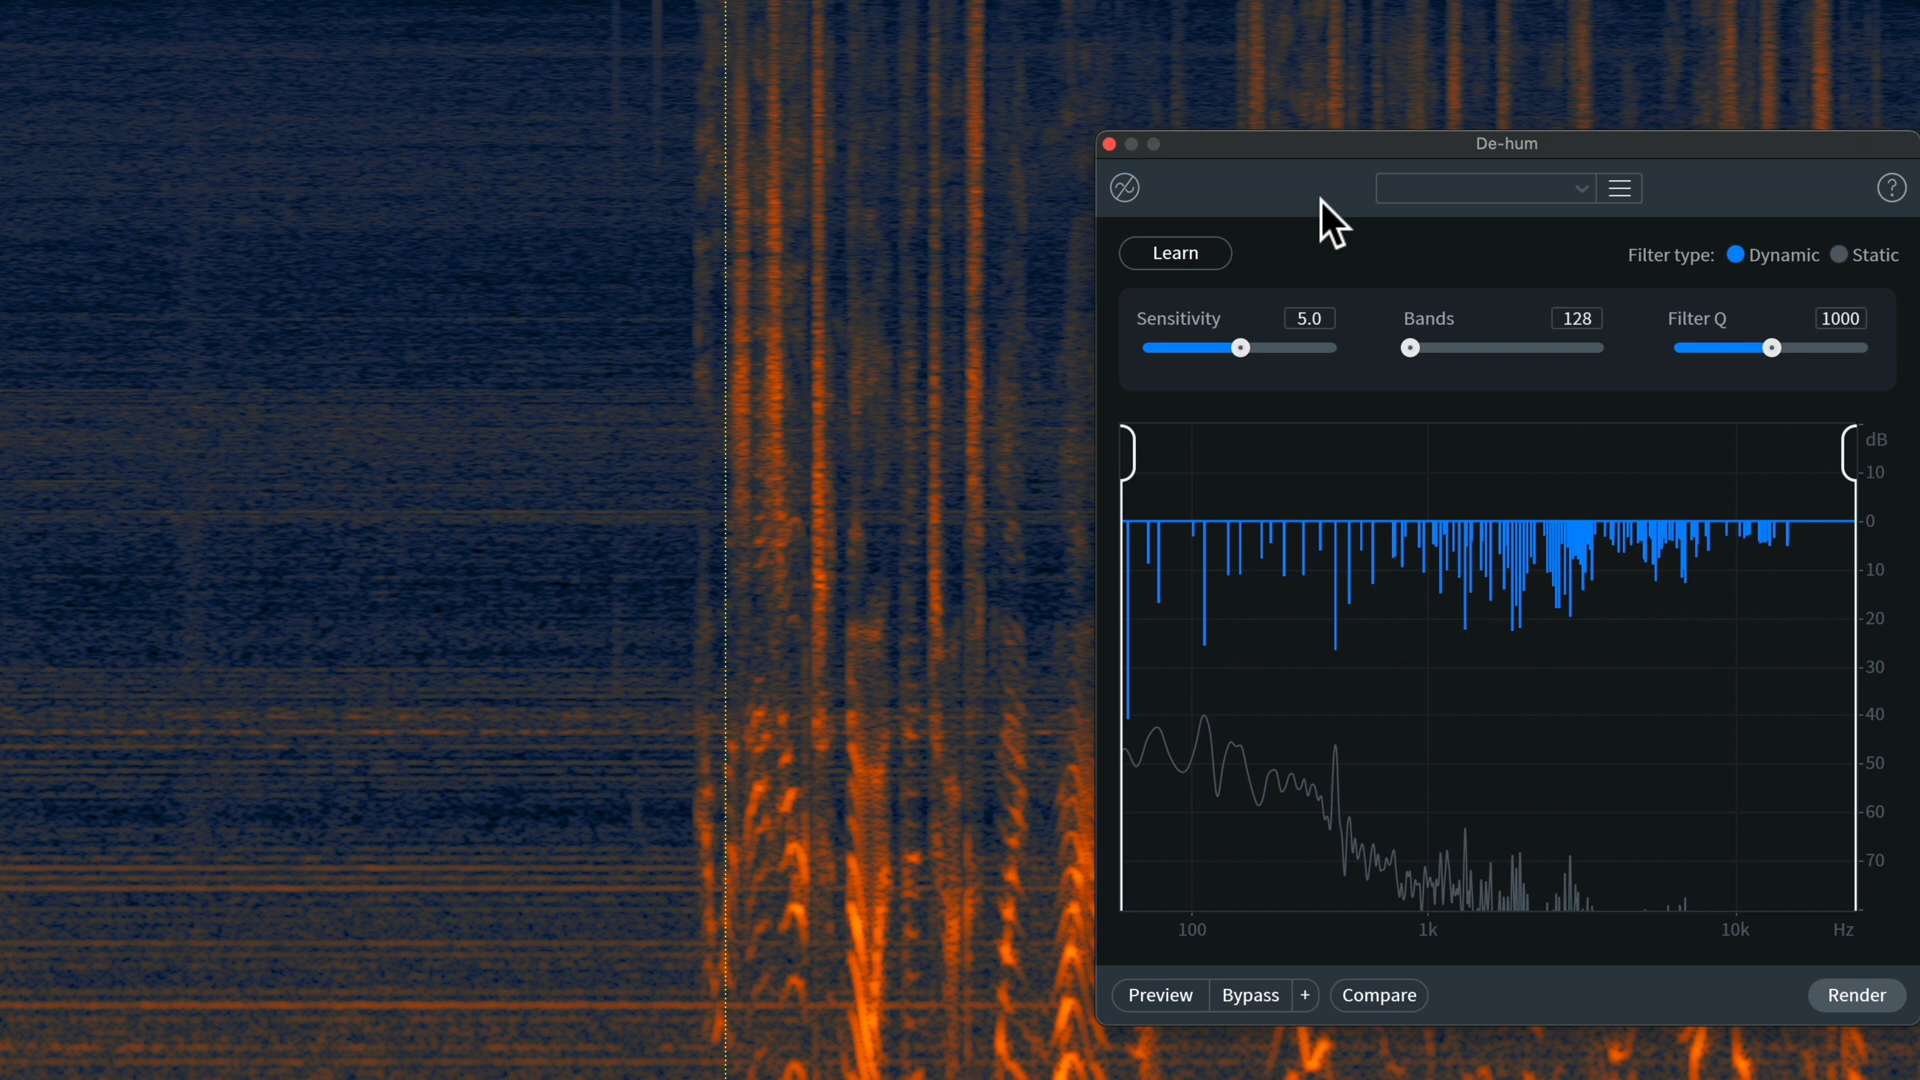 De-hum
?
Learn
Filter type: Dynamic Static
Sensitivity 5.0 Bands 128 Filter Q 1000
dB
-10
-0
-10
-20
-30
-40
-50
-60
-70
100 1k 10k Hz
Preview Bypass + Compare Render